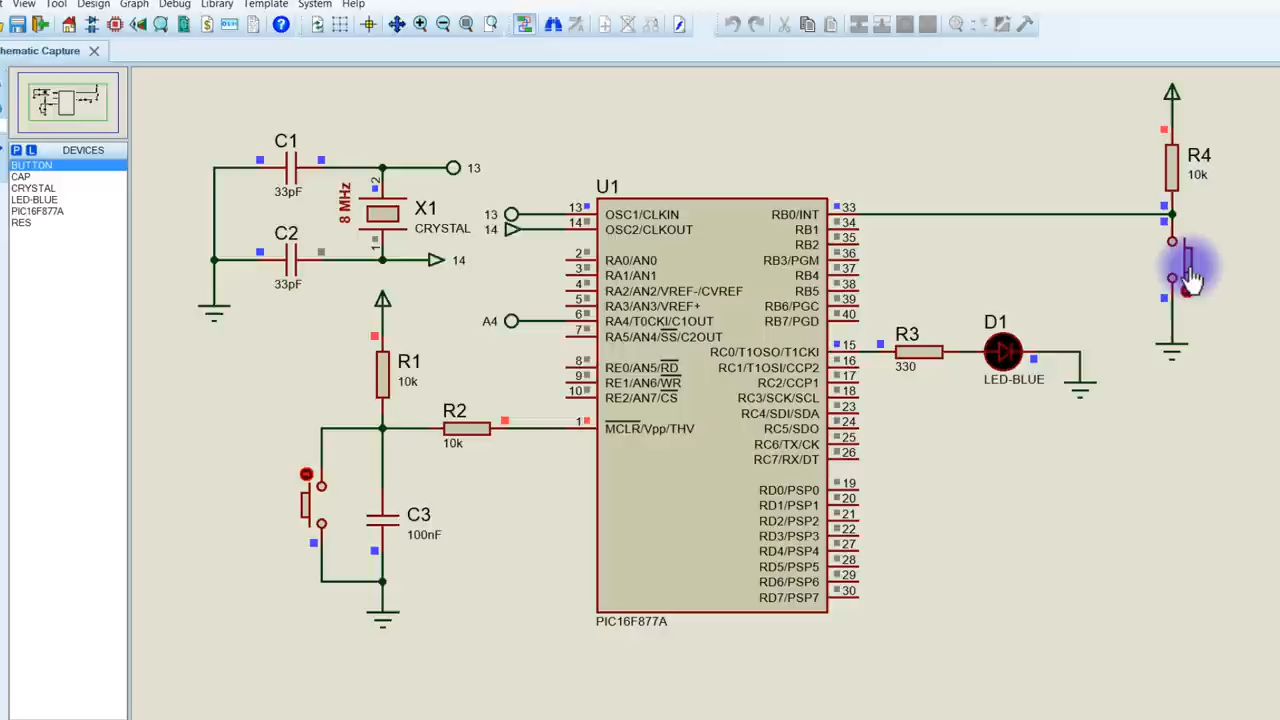 View Tool Design Graph Debug Library Template System Help
hematic Capture
P L DEVICES
BUTTON
CAP
CRYSTAL
LED-BLUE
PIC16F877A
RES
C1
33pF
13
8 MHz
2
1
X1
CRYSTAL
C2
33pF
14
R1
10k
R2
10k
C3
100nF
U1
13 13 OSC1/CLKIN
14 14 OSC2/CLKOUT
2 RA0/AN0
3 RA1/AN1
4 RA2/AN2/VREF-/CVREF
5 RA3/AN3/VREF+
A4 6 RA4/T0CKI/C1OUT
7 RA5/AN4/SS/C2OUT
8 RE0/AN5/RD
9 RE1/AN6/WR
10 RE2/AN7/CS
1 MCLR/Vpp/THV
RB0/INT 33
RB1 34
RB2 35
RB3/PGM 36
RB4 37
RB5 38
RB6/PGC 39
RB7/PGD 40
RC0/T1OSO/T1CKI 15
RC1/T1OSI/CCP2 16
RC2/CCP1 17
RC3/SCK/SCL 18
RC4/SDI/SDA 23
RC5/SDO 24
RC6/TX/CK 25
RC7/RX/DT 26
RD0/PSP0 19
RD1/PSP1 20
RD2/PSP2 21
RD3/PSP3 22
RD4/PSP4 27
RD5/PSP5 28
RD6/PSP6 29
RD7/PSP7 30
PIC16F877A
R3
330
D1
LED-BLUE
R4
10k